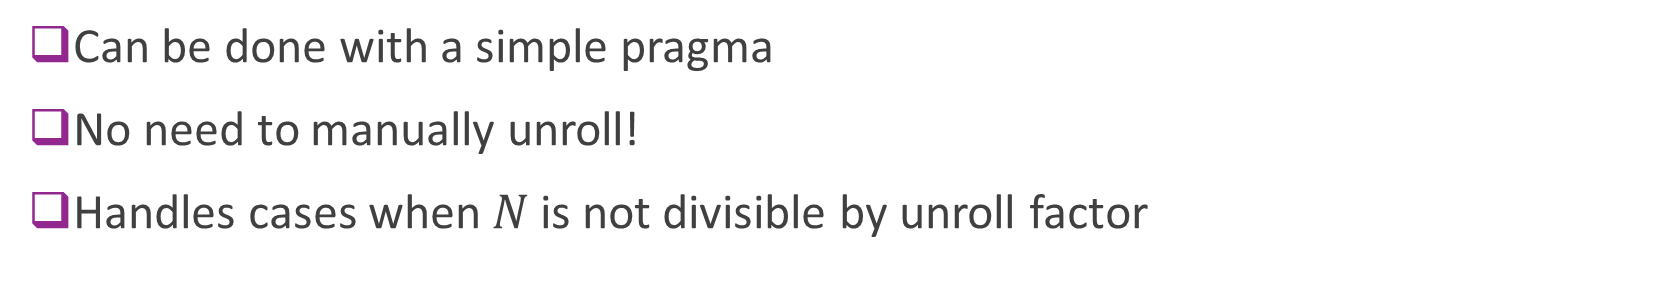 Can be done with a simple pragma
No need to manually unroll!
Handles cases when N is not divisible by unroll factor